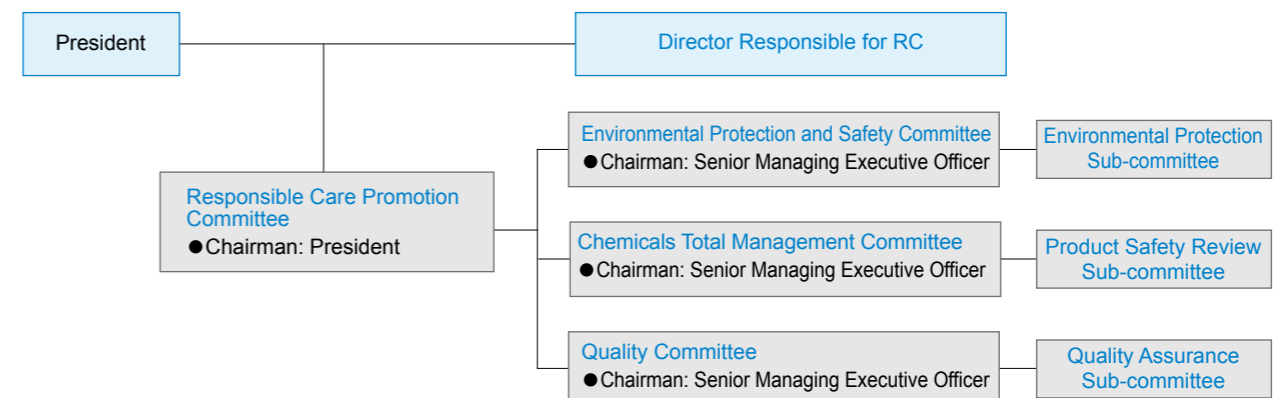 President
Director Responsible for RC
Responsible Care Promotion
Committee
●Chairman: President
Environmental Protection and Safety Committee
●Chairman: Senior Managing Executive Officer
Environmental Protection
Sub-committee
Chemicals Total Management Committee
●Chairman: Senior Managing Executive Officer
Product Safety Review
Sub-committee
Quality Committee
●Chairman: Senior Managing Executive Officer
Quality Assurance
Sub-committee